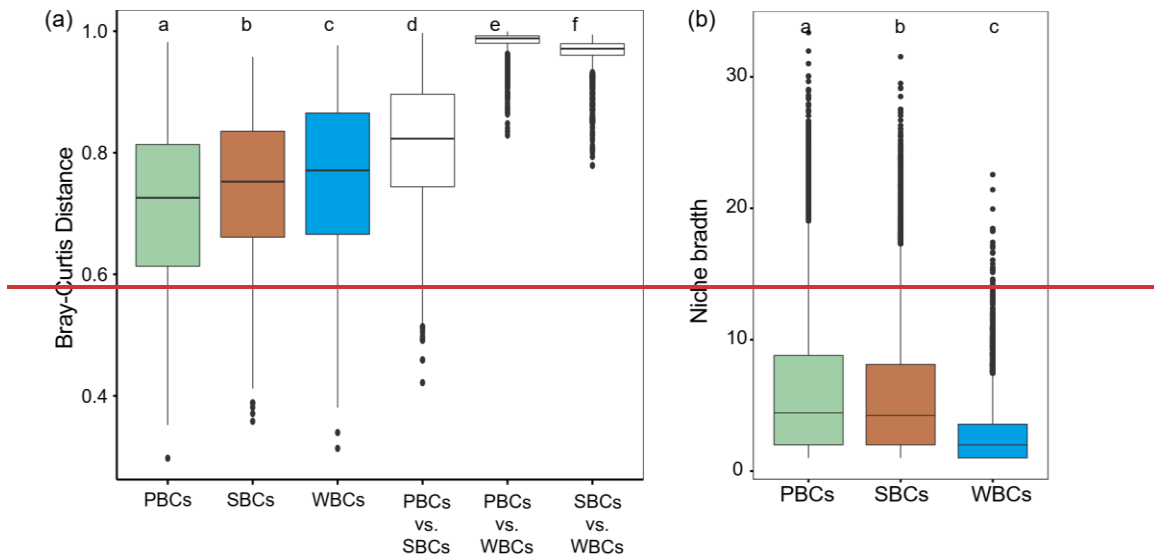 (a)
a b c d e f
Bray-Curtis Distance
1.0
0.8
0.6
0.4
PBCs SBCs WBCs PBCs vs. SBCs PBCs vs. WBCs SBCs vs. WBCs
(b)
a b c
Niche bradth
30
20
10
0
PBCs SBCs WBCs